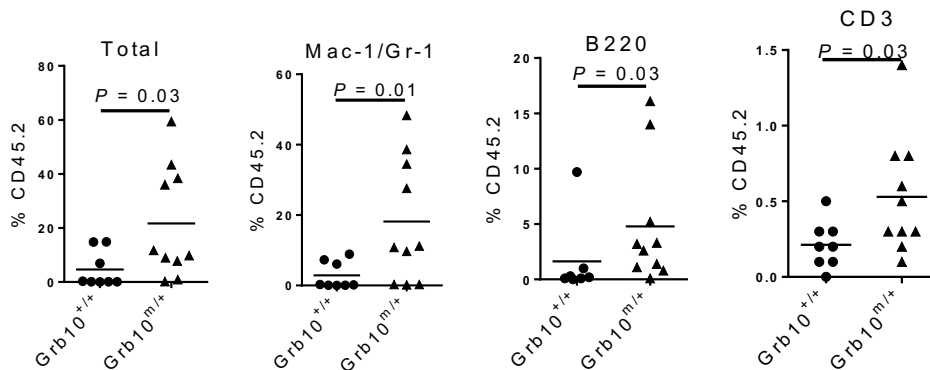 Total
P = 0.03
% CD45.2
80
60
40
20
0
Grb10+/+
Grb10m/+
Mac-1/Gr-1
P = 0.01
% CD45.2
60
40
20
0
Grb10+/+
Grb10m/+
B220
P = 0.03
% CD45.2
20
15
10
5
0
Grb10+/+
Grb10m/+
CD3
P = 0.03
% CD45.2
1.5
1.0
0.5
0.0
Grb10+/+
Grb10m/+